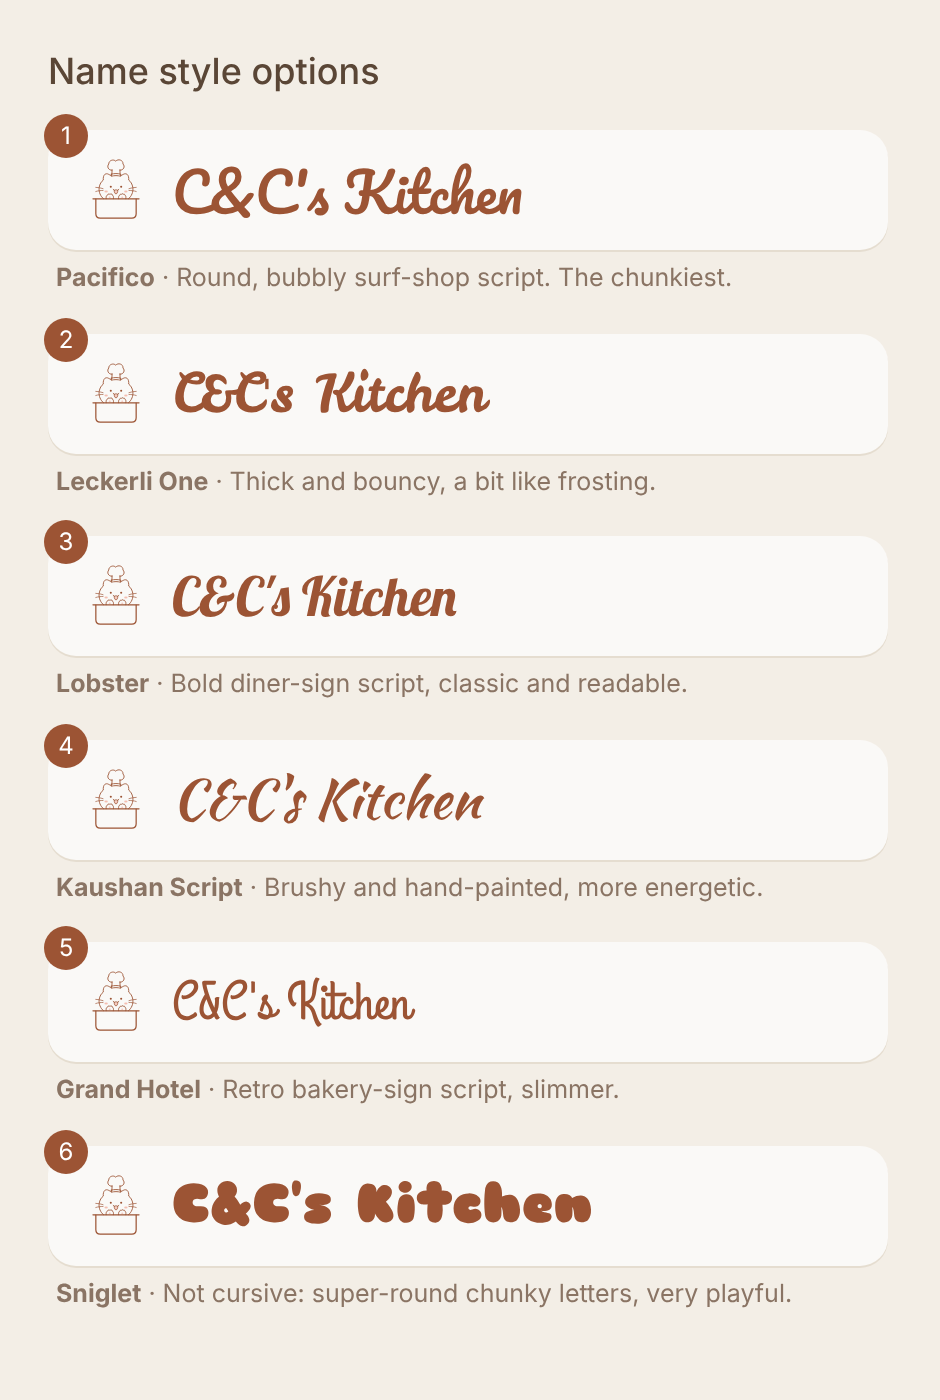 Name style options
1
C&C's Kitchen
Pacifico · Round, bubbly surf-shop script. The chunkiest.
2
C&C's Kitchen
Leckerli One · Thick and bouncy, a bit like frosting.
3
C&C's Kitchen
Lobster · Bold diner-sign script, classic and readable.
4
C&C's Kitchen
Kaushan Script · Brushy and hand-painted, more energetic.
5
C&C's Kitchen
Grand Hotel · Retro bakery-sign script, slimmer.
6
C&C's Kitchen
Sniglet · Not cursive: super-round chunky letters, very playful.